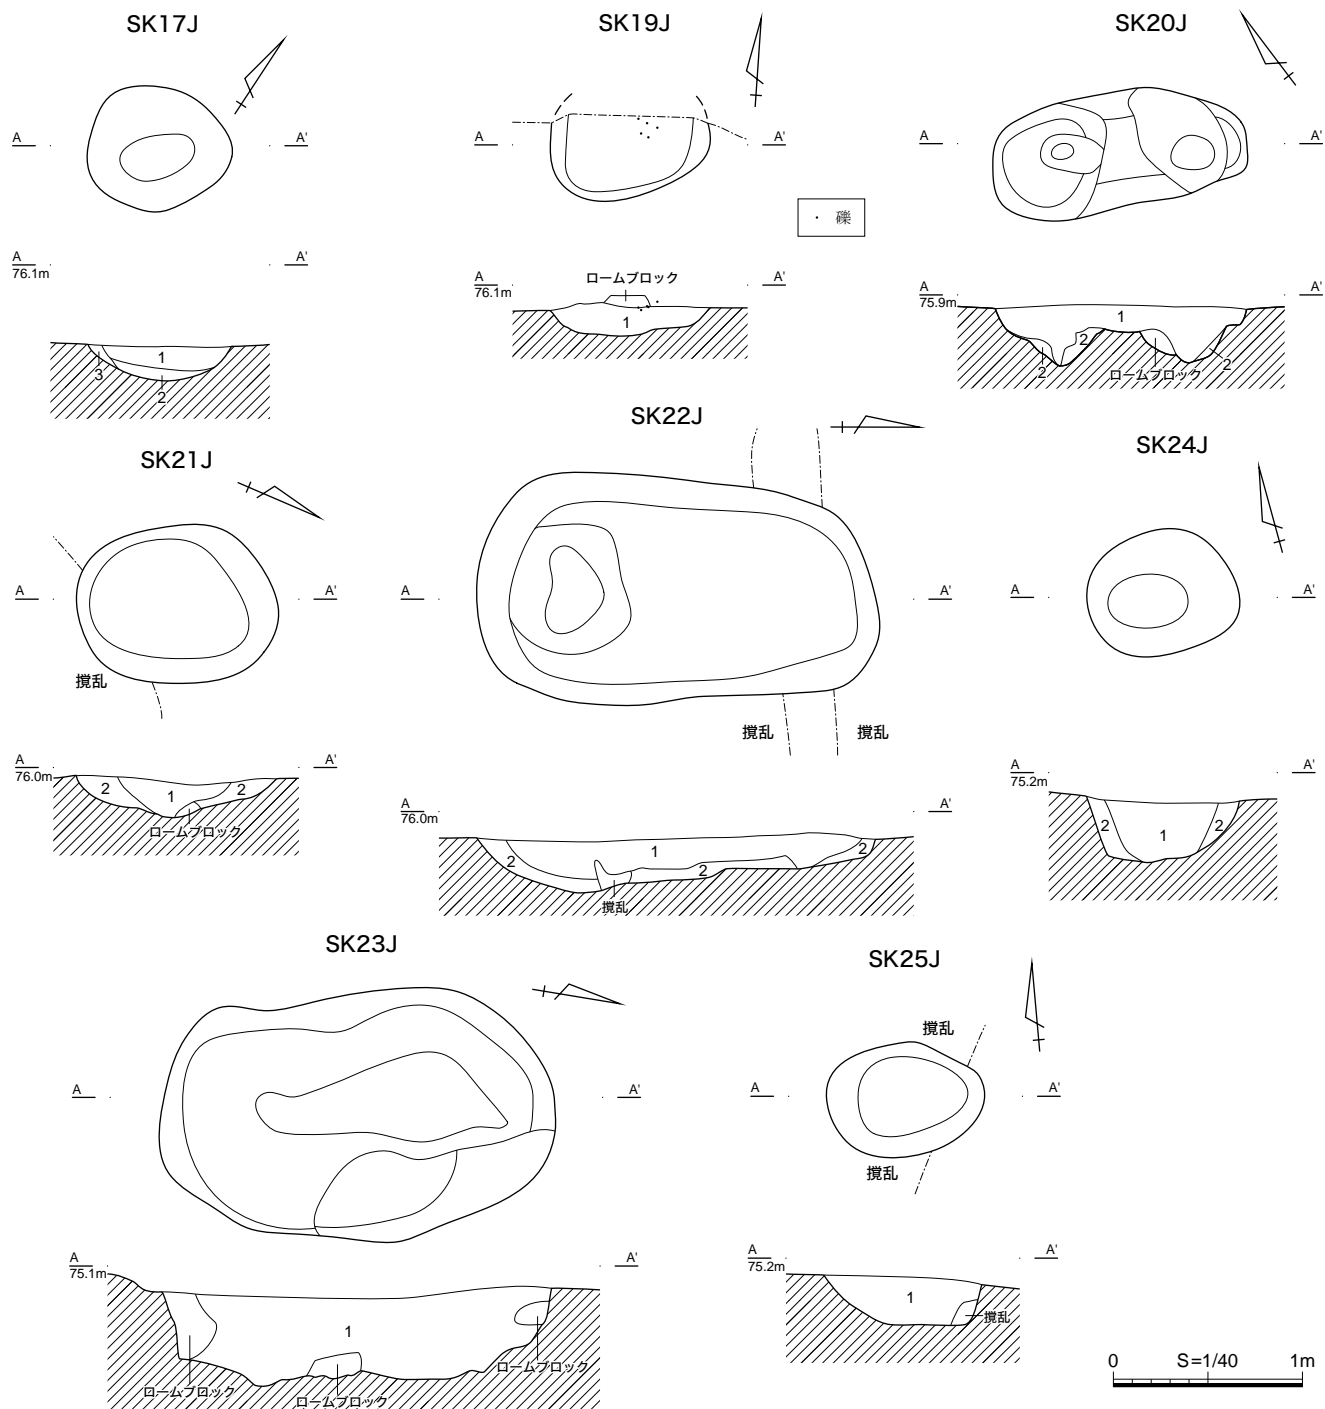 SK17J
A A'
A A'
76.1m
1
3
2
SK19J
A A'
・ 礫
A A'
76.1m
ロームブロック
1
SK20J
A A'
A A'
75.9m
1
2
2
ロームブロック
2
SK21J
A A'
撹乱
A A'
76.0m
2
1
2
ロームブロック
SK22J
A A'
撹乱 撹乱
A A'
76.0m
1
2
2
2
撹乱
SK24J
A A'
A A'
75.2m
2
1
2
SK23J
A A'
A A'
75.1m
1
ロームブロック
ロームブロック
ロームブロック
SK25J
撹乱
A A'
撹乱
A A'
75.2m
1
撹乱
0 S=1/40 1m